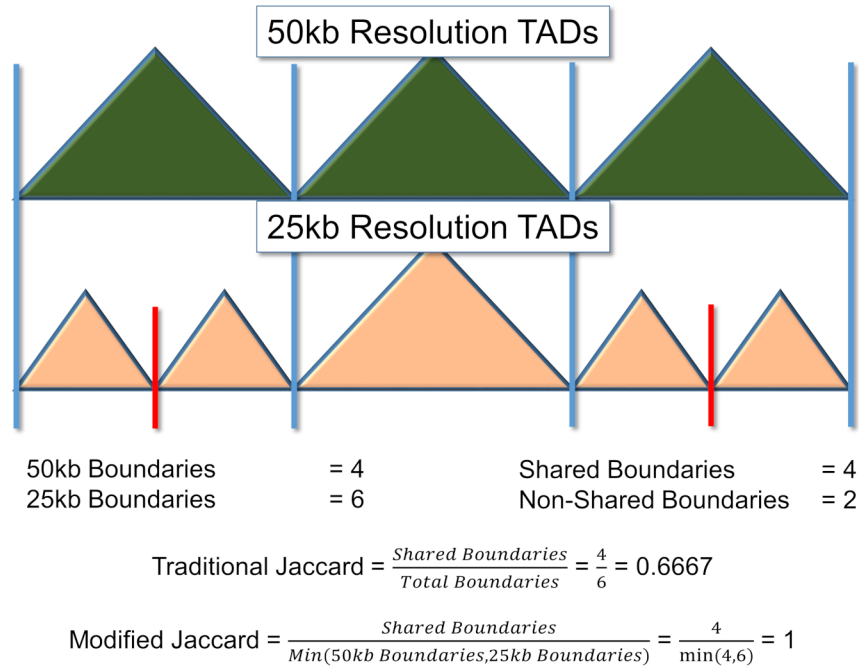 50kb Resolution TADs
25kb Resolution TADs
50kb Boundaries = 4 Shared Boundaries = 4
25kb Boundaries = 6 Non-Shared Boundaries = 2
Traditional Jaccard = Shared Boundaries / Total Boundaries = 4/6 = 0.6667
Modified Jaccard = Shared Boundaries / Min(50kb Boundaries,25kb Boundaries) = 4 / min(4,6) = 1